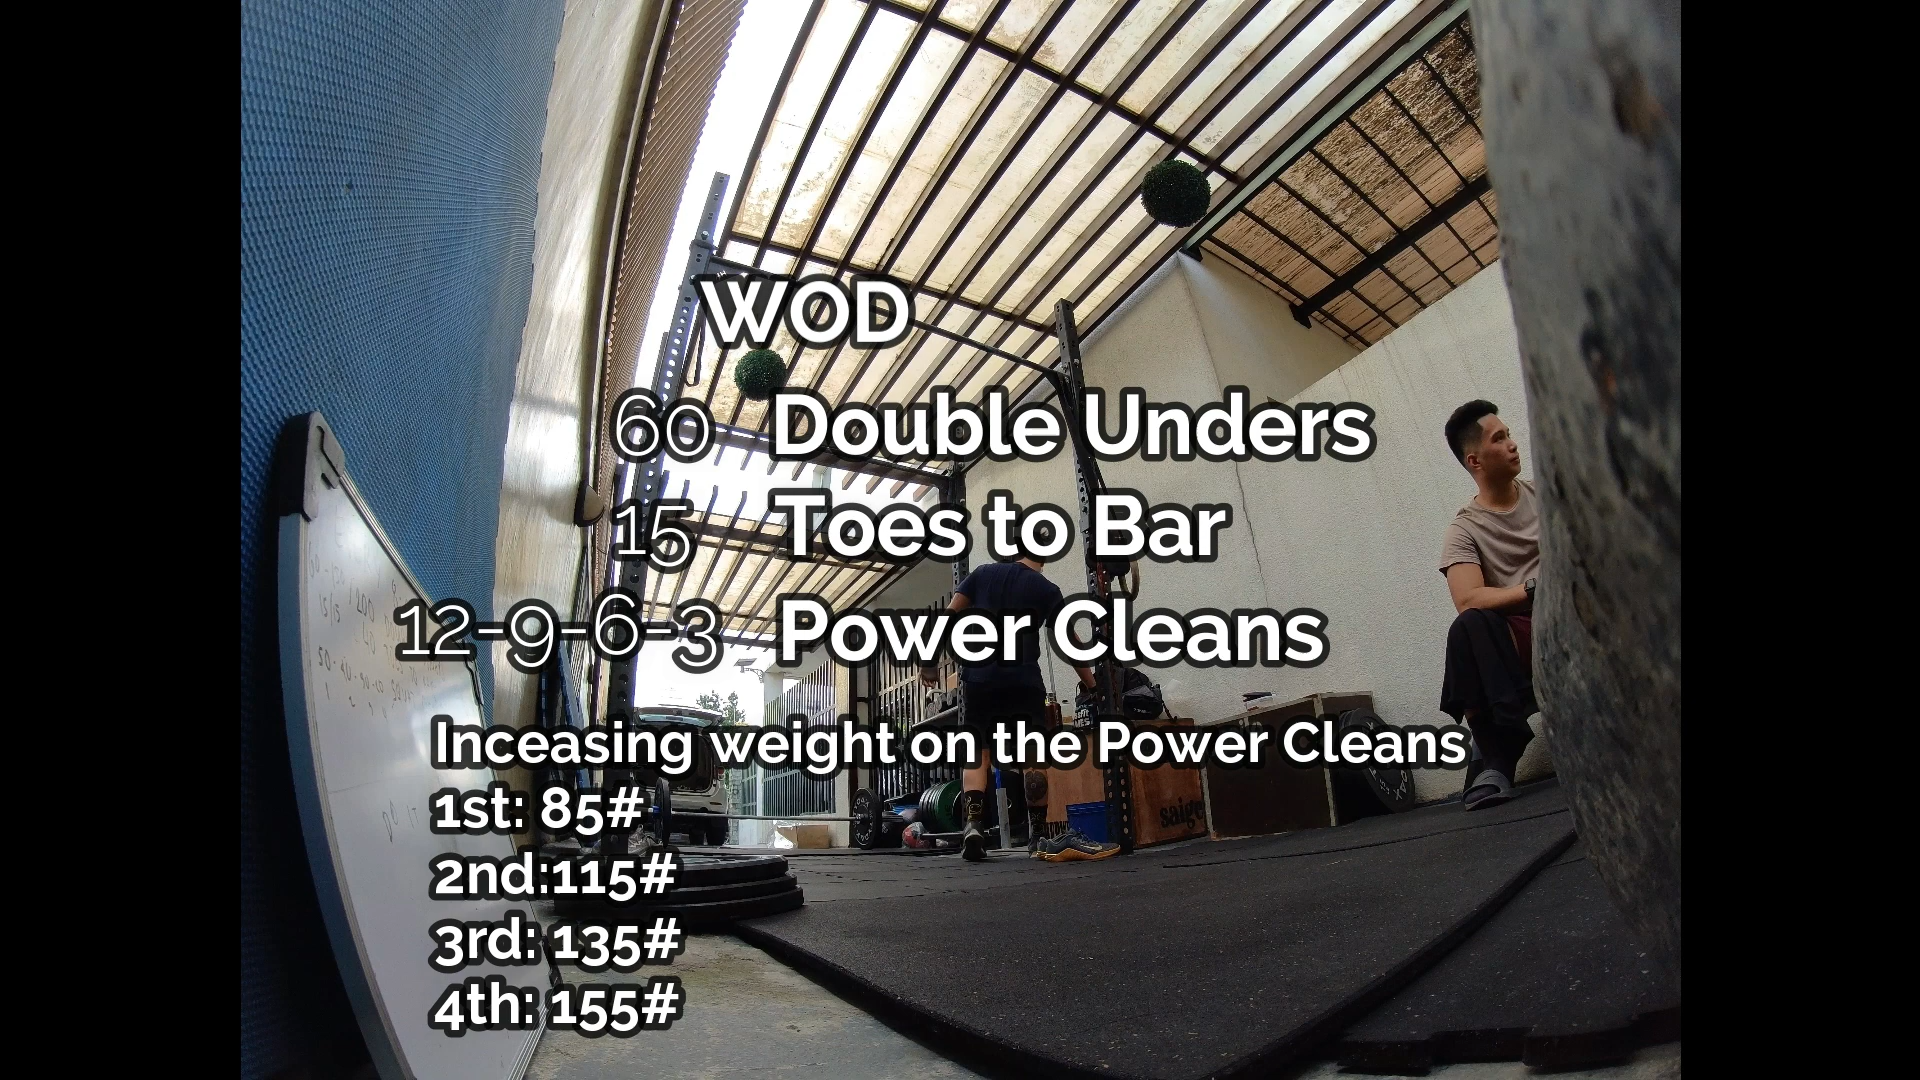 WOD
60 Double Unders
15 Toes to Bar
12-9-6-3 Power Cleans
Inceasing weight on the Power Cleans
1st: 85#
2nd:115#
3rd: 135#
4th: 155#
saige